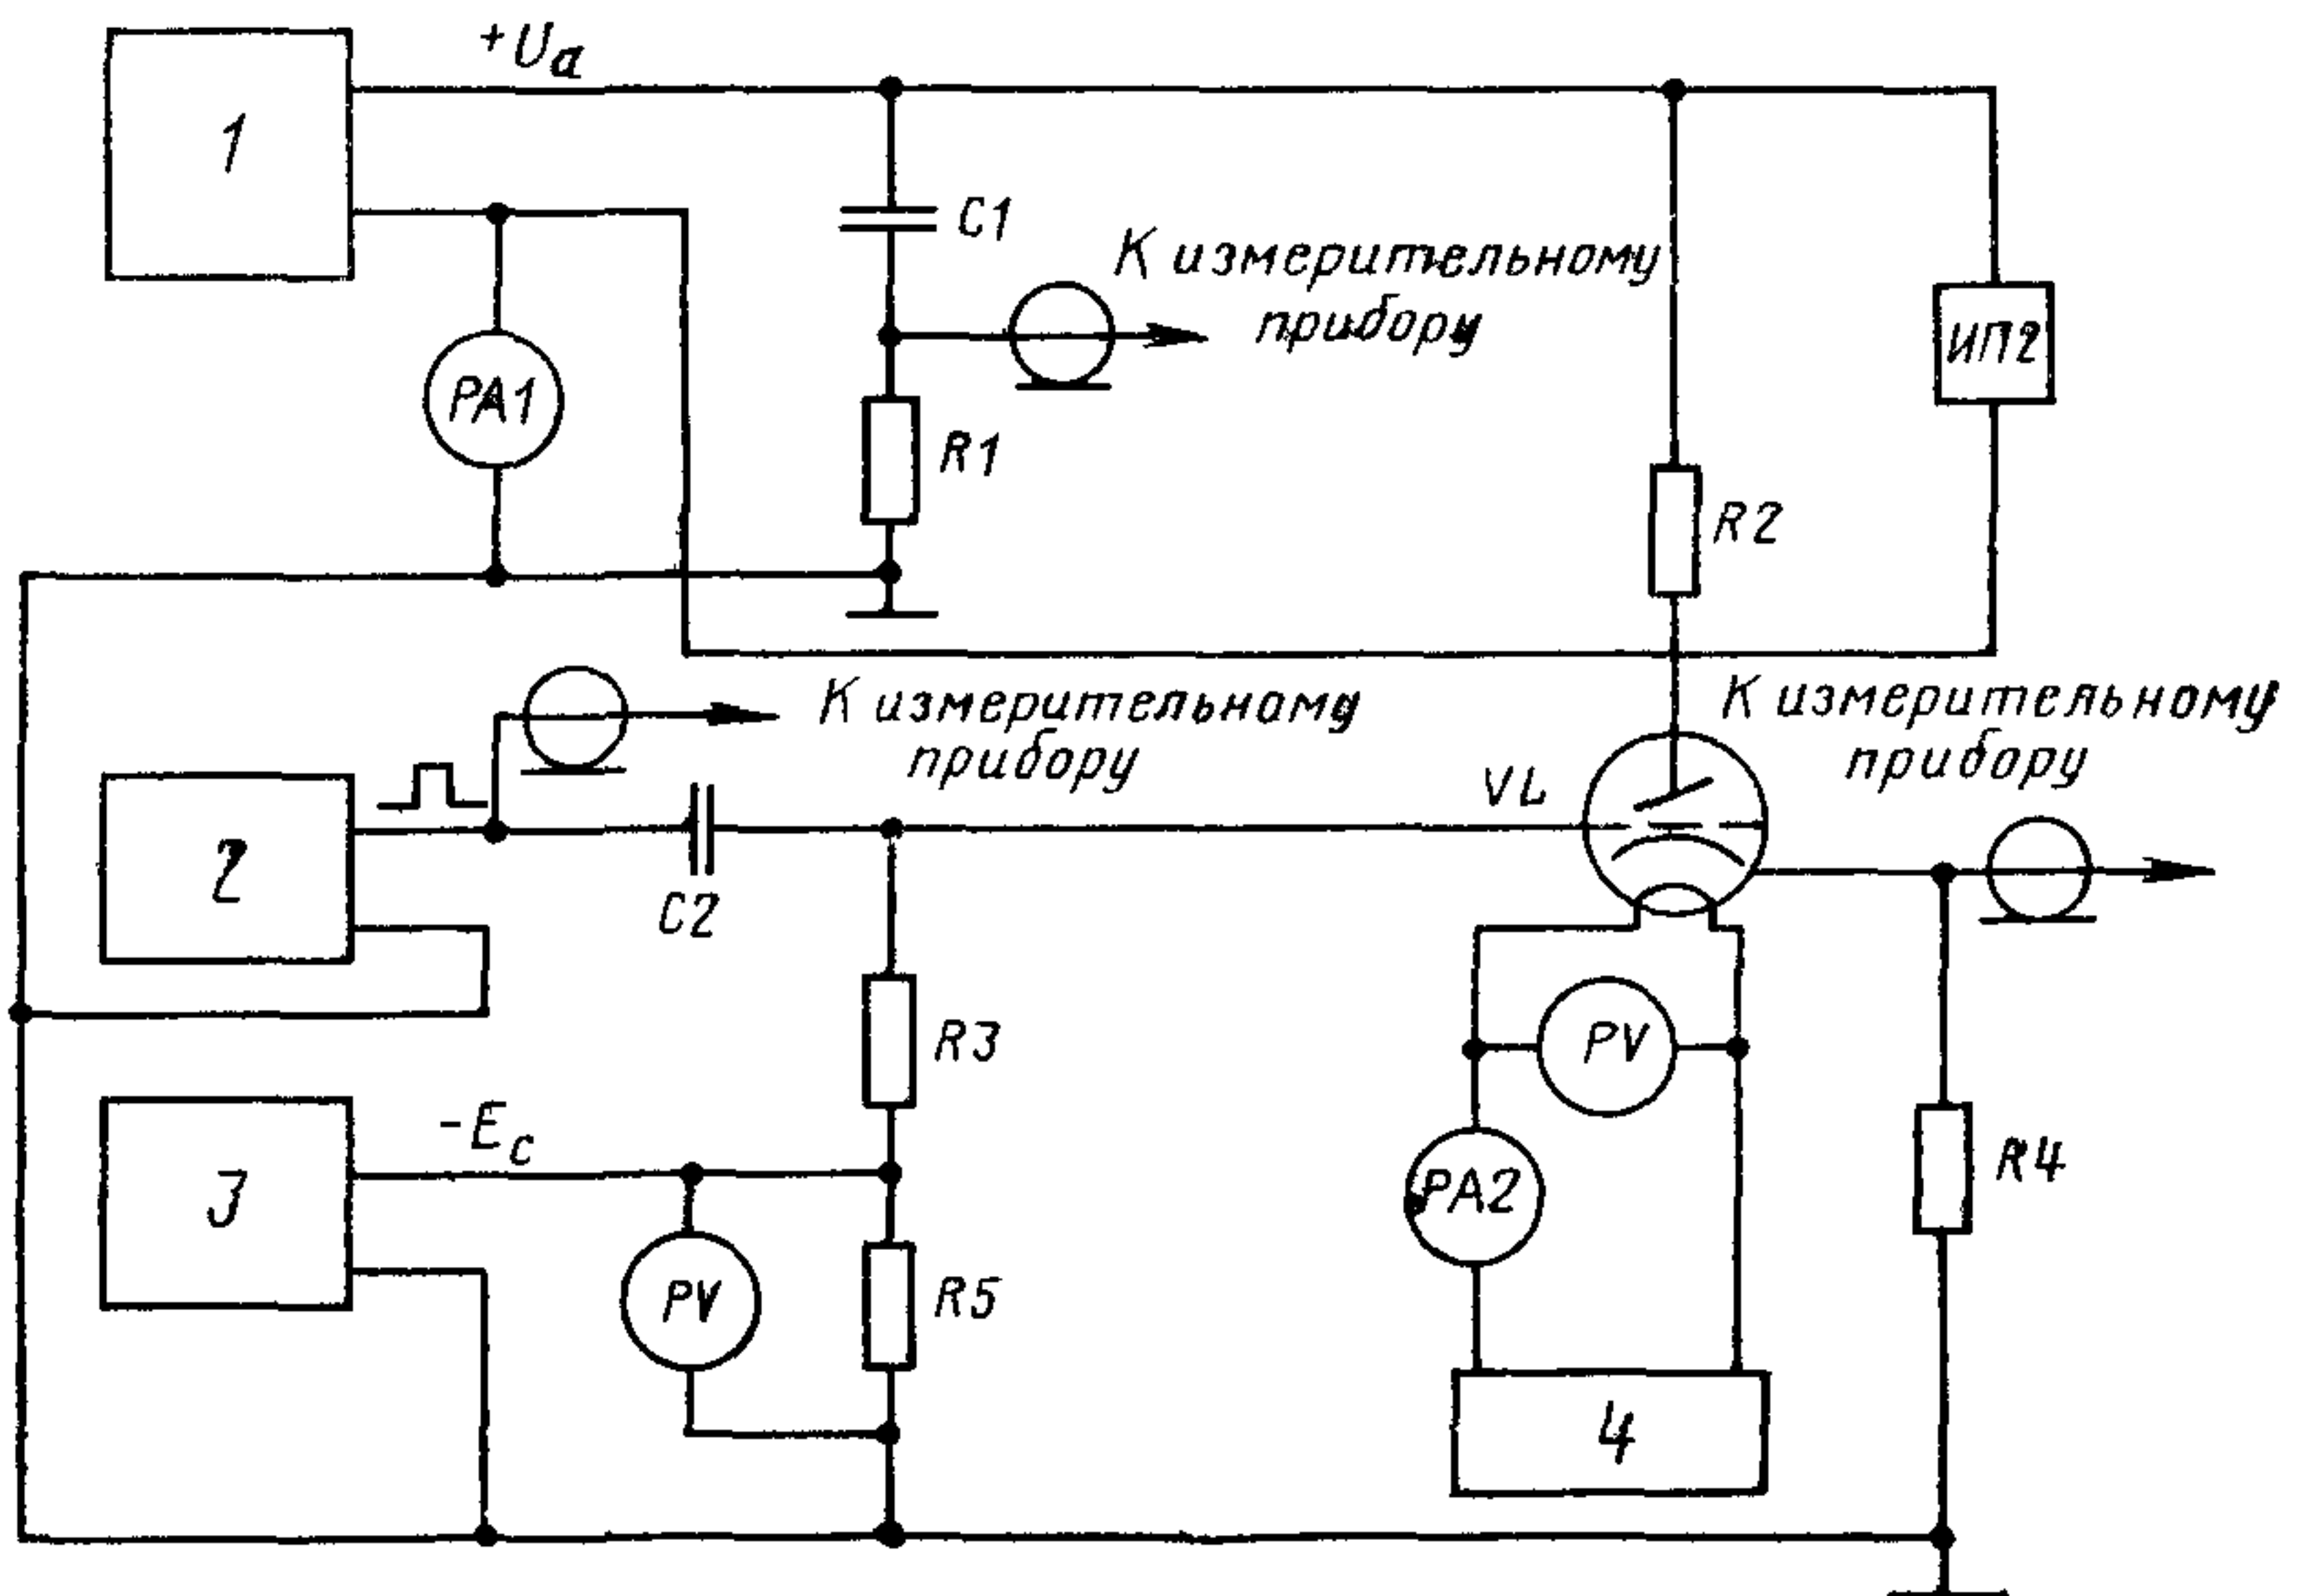 +Uа
1
C1
К измерительному
прибору
PA1
R1
ИП2
R2
К измерительному
прибору
К измерительному
прибору
VL
2
C2
R3
PV
-Ec
3
PA2
R4
PV
R5
4